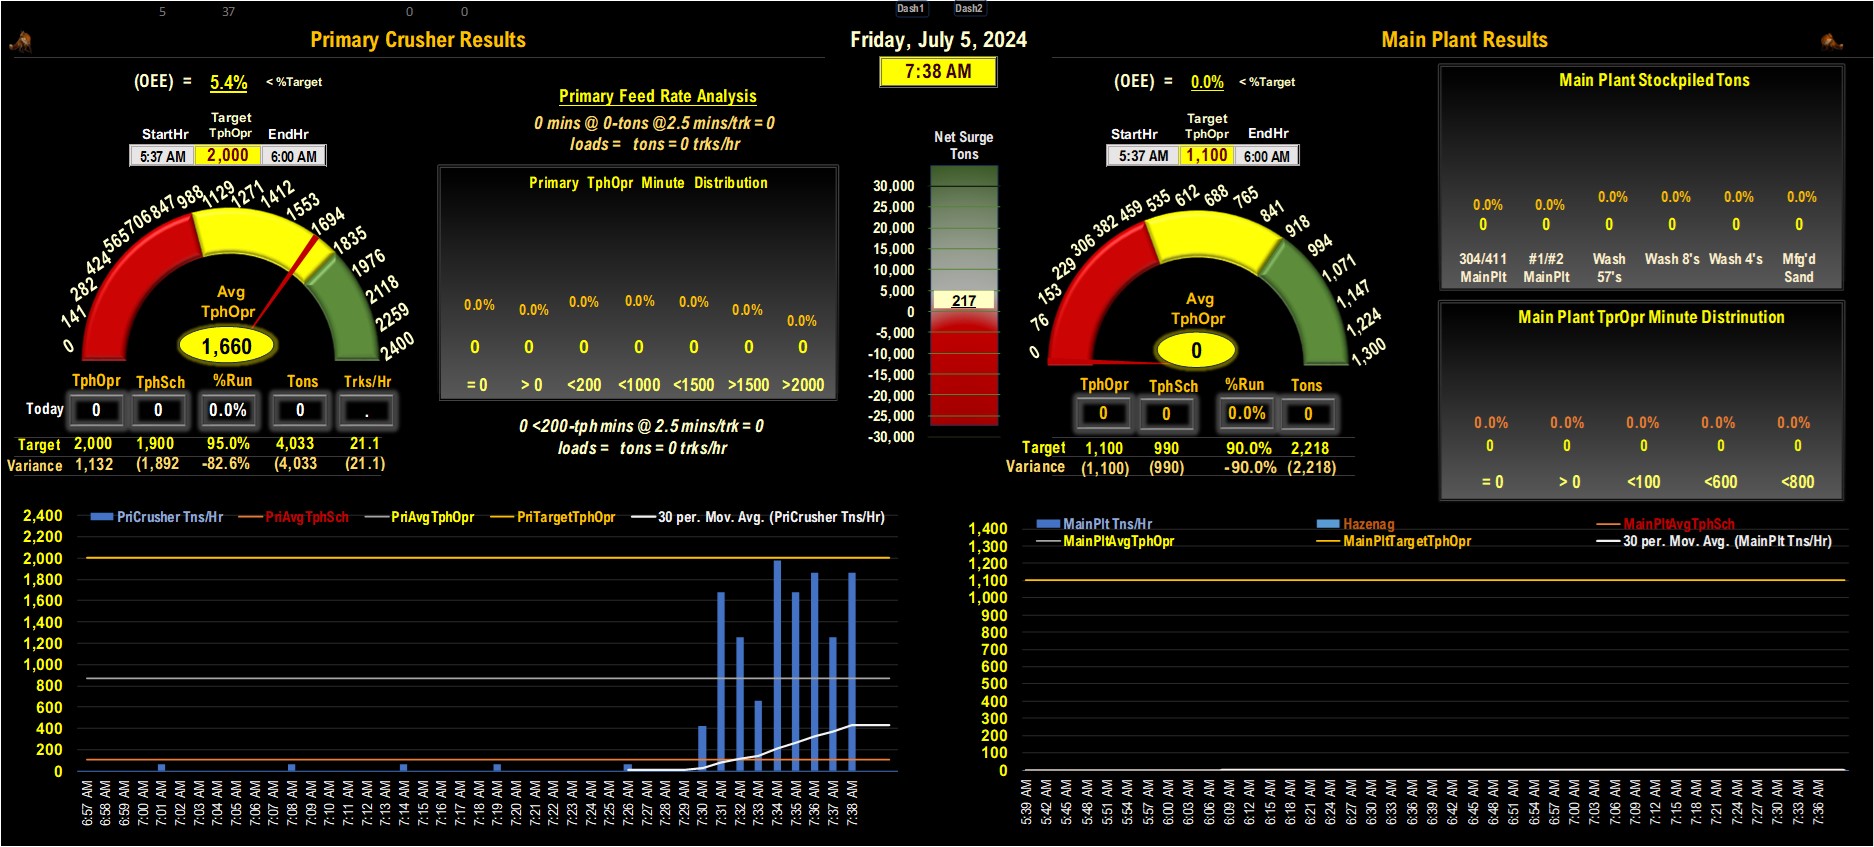 5 37 0 0 Dash1 Dash2
Primary Crusher Results
Friday, July 5, 2024
Main Plant Results
7:38 AM
(OEE) = 5.4% < %Target
StartHr Target TphOpr EndHr
5:37 AM 2,000 6:00 AM
0 141 282 424 565 706 847 988 1129 1271 1412 1553 1694 1835 1976 2118 2259 2400
Avg
TphOpr
1,660
TphOpr TphSch %Run Tons Trks/Hr
Today 0 0 0.0% 0 .
Target 2,000 1,900 95.0% 4,033 21.1
Variance 1,132 (1,892 -82.6% (4,033 (21.1)
Primary Feed Rate Analysis
0 mins @ 0-tons @2.5 mins/trk = 0
loads = tons = 0 trks/hr
Primary TphOpr Minute Distribution
0.0% 0.0% 0.0% 0.0% 0.0% 0.0% 0.0%
0 0 0 0 0 0 0
= 0 > 0 <200 <1000 <1500 >1500 >2000
0 <200-tph mins @ 2.5 mins/trk = 0
loads = tons = 0 trks/hr
Net Surge
Tons
30,000
25,000
20,000
15,000
10,000
5,000
217
0
-5,000
-10,000
-15,000
-20,000
-25,000
-30,000
(OEE) = 0.0% < %Target
StartHr Target TphOpr EndHr
5:37 AM 1,100 6:00 AM
0 76 153 229 306 382 459 535 612 688 765 841 918 994 1,071 1,147 1,224 1,300
Avg
TphOpr
0
TphOpr TphSch %Run Tons
0 0 0.0% 0
Target 1,100 990 90.0% 2,218
Variance (1,100) (990) -90.0% (2,218)
Main Plant Stockpiled Tons
0.0% 0.0% 0.0% 0.0% 0.0% 0.0%
0 0 0 0 0 0
304/411 #1/#2 Wash Wash 8's Wash 4's Mfg'd
MainPlt MainPlt 57's Sand
Main Plant TprOpr Minute Distrinution
0.0% 0.0% 0.0% 0.0% 0.0%
0 0 0 0 0
= 0 > 0 <100 <600 <800
PriCrusher Tns/Hr PriAvgTphSch PriAvgTphOpr PriTargetTphOpr 30 per. Mov. Avg. (PriCrusher Tns/Hr)
2,400
2,200
2,000
1,800
1,600
1,400
1,200
1,000
800
600
400
200
0
6:57 AM 6:58 AM 6:59 AM 7:00 AM 7:01 AM 7:02 AM 7:03 AM 7:04 AM 7:05 AM 7:06 AM 7:07 AM 7:08 AM 7:09 AM 7:10 AM 7:11 AM 7:12 AM 7:13 AM 7:14 AM 7:16 AM 7:17 AM 7:18 AM 7:19 AM 7:20 AM 7:21 AM 7:22 AM 7:23 AM 7:24 AM 7:25 AM 7:26 AM 7:27 AM 7:28 AM 7:29 AM 7:30 AM 7:31 AM 7:32 AM 7:33 AM 7:34 AM 7:35 AM 7:36 AM 7:37 AM 7:38 AM
MainPlt Tns/Hr Hazenag MainPltAvgTphSch
MainPltAvgTphOpr MainPltTargetTphOpr 30 per. Mov. Avg. (MainPlt Tns/Hr)
1,400
1,300
1,200
1,100
1,000
900
800
700
600
500
400
300
200
100
0
5:39 AM 5:42 AM 5:45 AM 5:48 AM 5:51 AM 5:54 AM 5:57 AM 6:00 AM 6:03 AM 6:06 AM 6:09 AM 6:12 AM 6:15 AM 6:18 AM 6:21 AM 6:24 AM 6:27 AM 6:30 AM 6:33 AM 6:36 AM 6:39 AM 6:42 AM 6:45 AM 6:48 AM 6:51 AM 6:54 AM 6:57 AM 7:00 AM 7:03 AM 7:06 AM 7:09 AM 7:12 AM 7:15 AM 7:18 AM 7:21 AM 7:24 AM 7:27 AM 7:30 AM 7:33 AM 7:36 AM